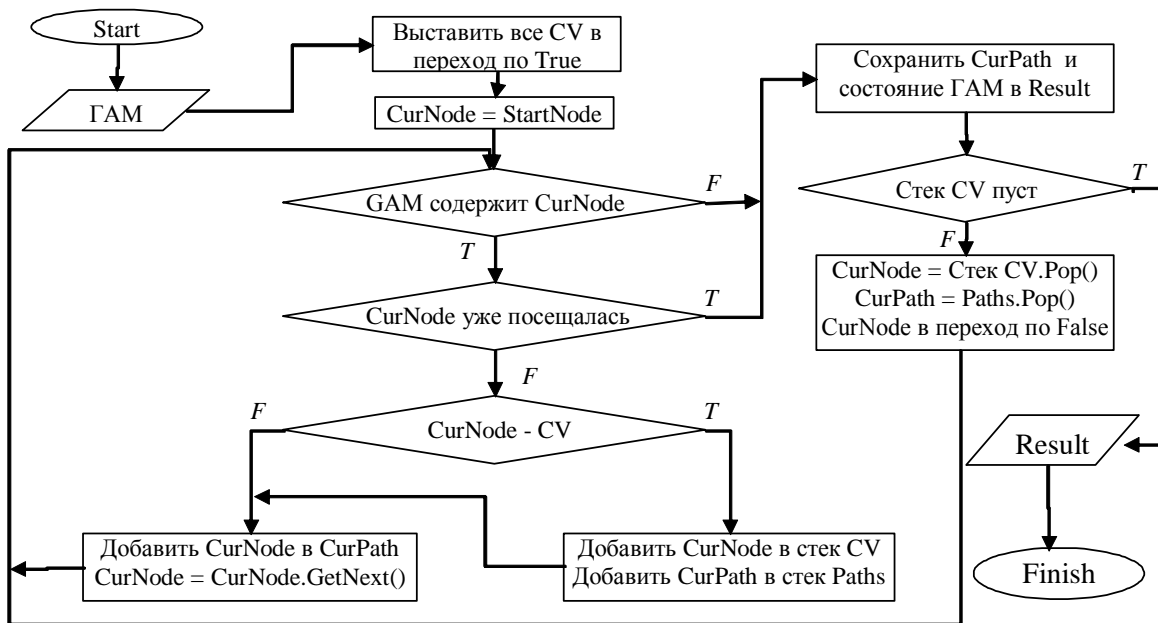 Start
ГАМ
Выставить все CV в
переход по True
CurNode = StartNode
GAM содержит CurNode
F
T
CurNode уже посещалась
T
F
CurNode - CV
F
T
Добавить CurNode в CurPath
CurNode = CurNode.GetNext()
Добавить CurNode в стек CV
Добавить CurPath в стек Paths
Сохранить CurPath и
состояние ГАМ в Result
Стек CV пуст
T
F
CurNode = Стек CV.Pop()
CurPath = Paths.Pop()
CurNode в переход по False
Result
Finish